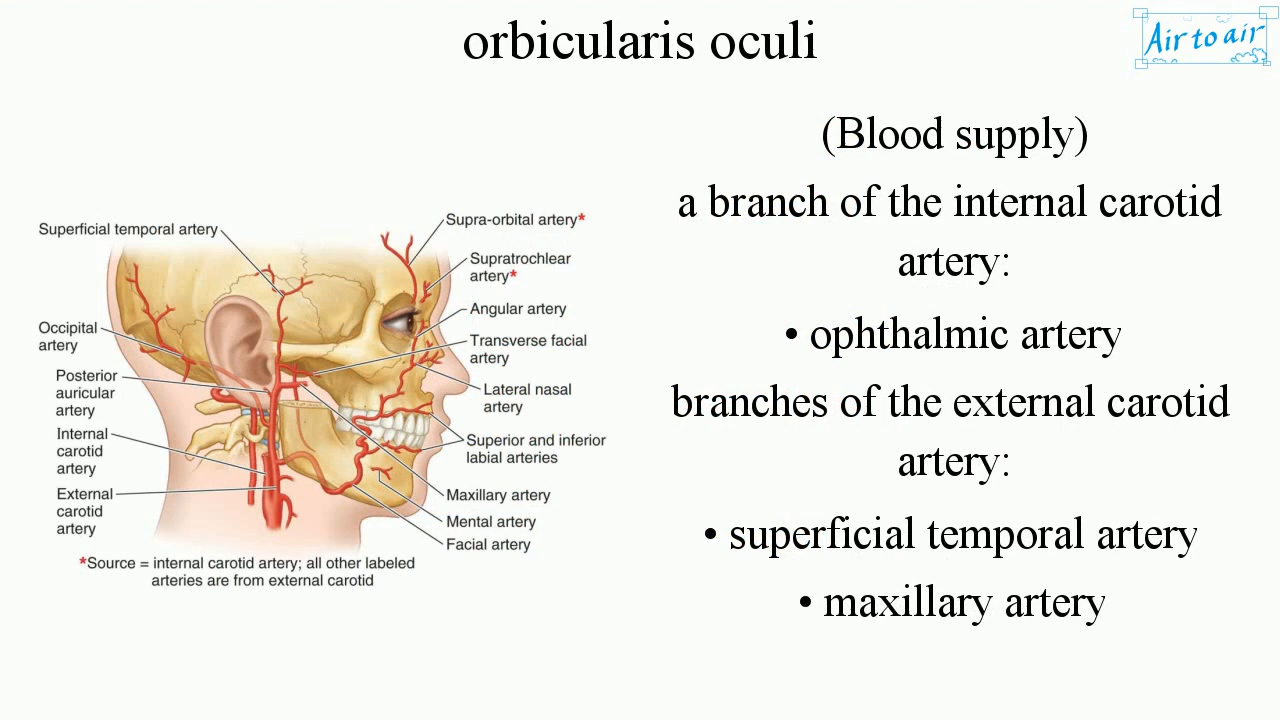 orbicularis oculi
Air to air
(Blood supply)
a branch of the internal carotid
artery:
• ophthalmic artery
branches of the external carotid
artery:
• superficial temporal artery
• maxillary artery
Superficial temporal artery
Occipital
artery
Posterior
auricular
artery
Internal
carotid
artery
External
carotid
artery
Supra-orbital artery*
Supratrochlear
artery*
Angular artery
Transverse facial
artery
Lateral nasal
artery
Superior and inferior
labial arteries
Maxillary artery
Mental artery
Facial artery
*Source = internal carotid artery; all other labeled
arteries are from external carotid